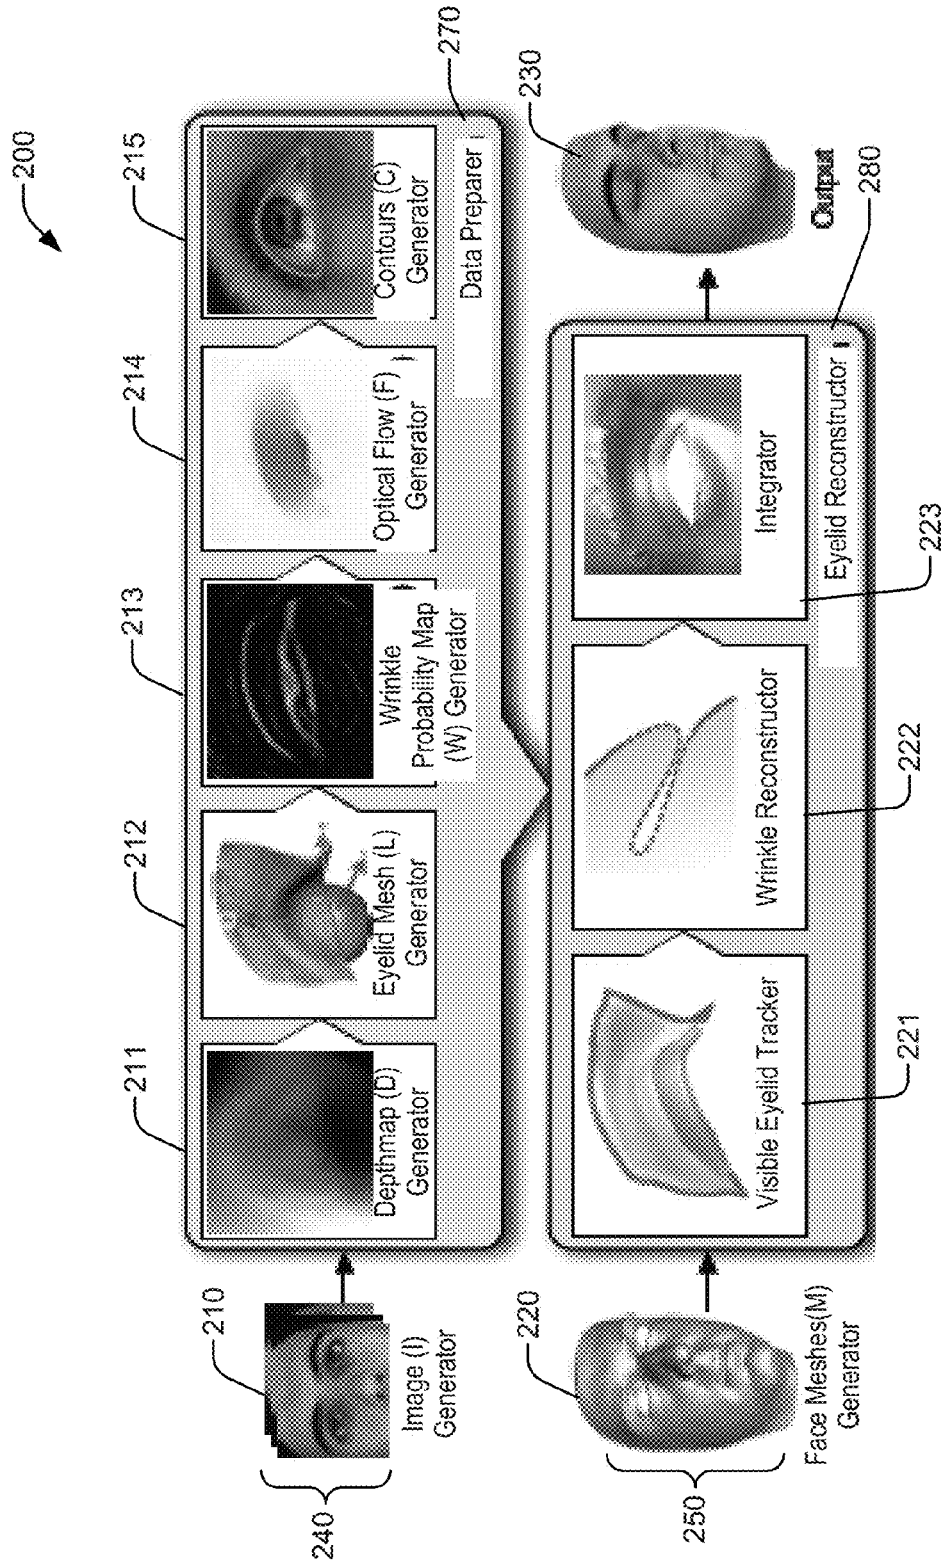 200
240
210
Image (I)
Generator
211
Depthmap (D)
Generator
212
Eyelid Mesh (L)
Generator
213
Wrinkle
Probability Map
(W) Generator
214
Optical Flow (F)
Generator
215
Contours (C)
Generator
270
Data Preparer
250
220
Face Meshes(M)
Generator
Visible Eyelid Tracker
221
Wrinkle Reconstructor
222
Integrator
223
Eyelid Reconstructor
280
230
Output